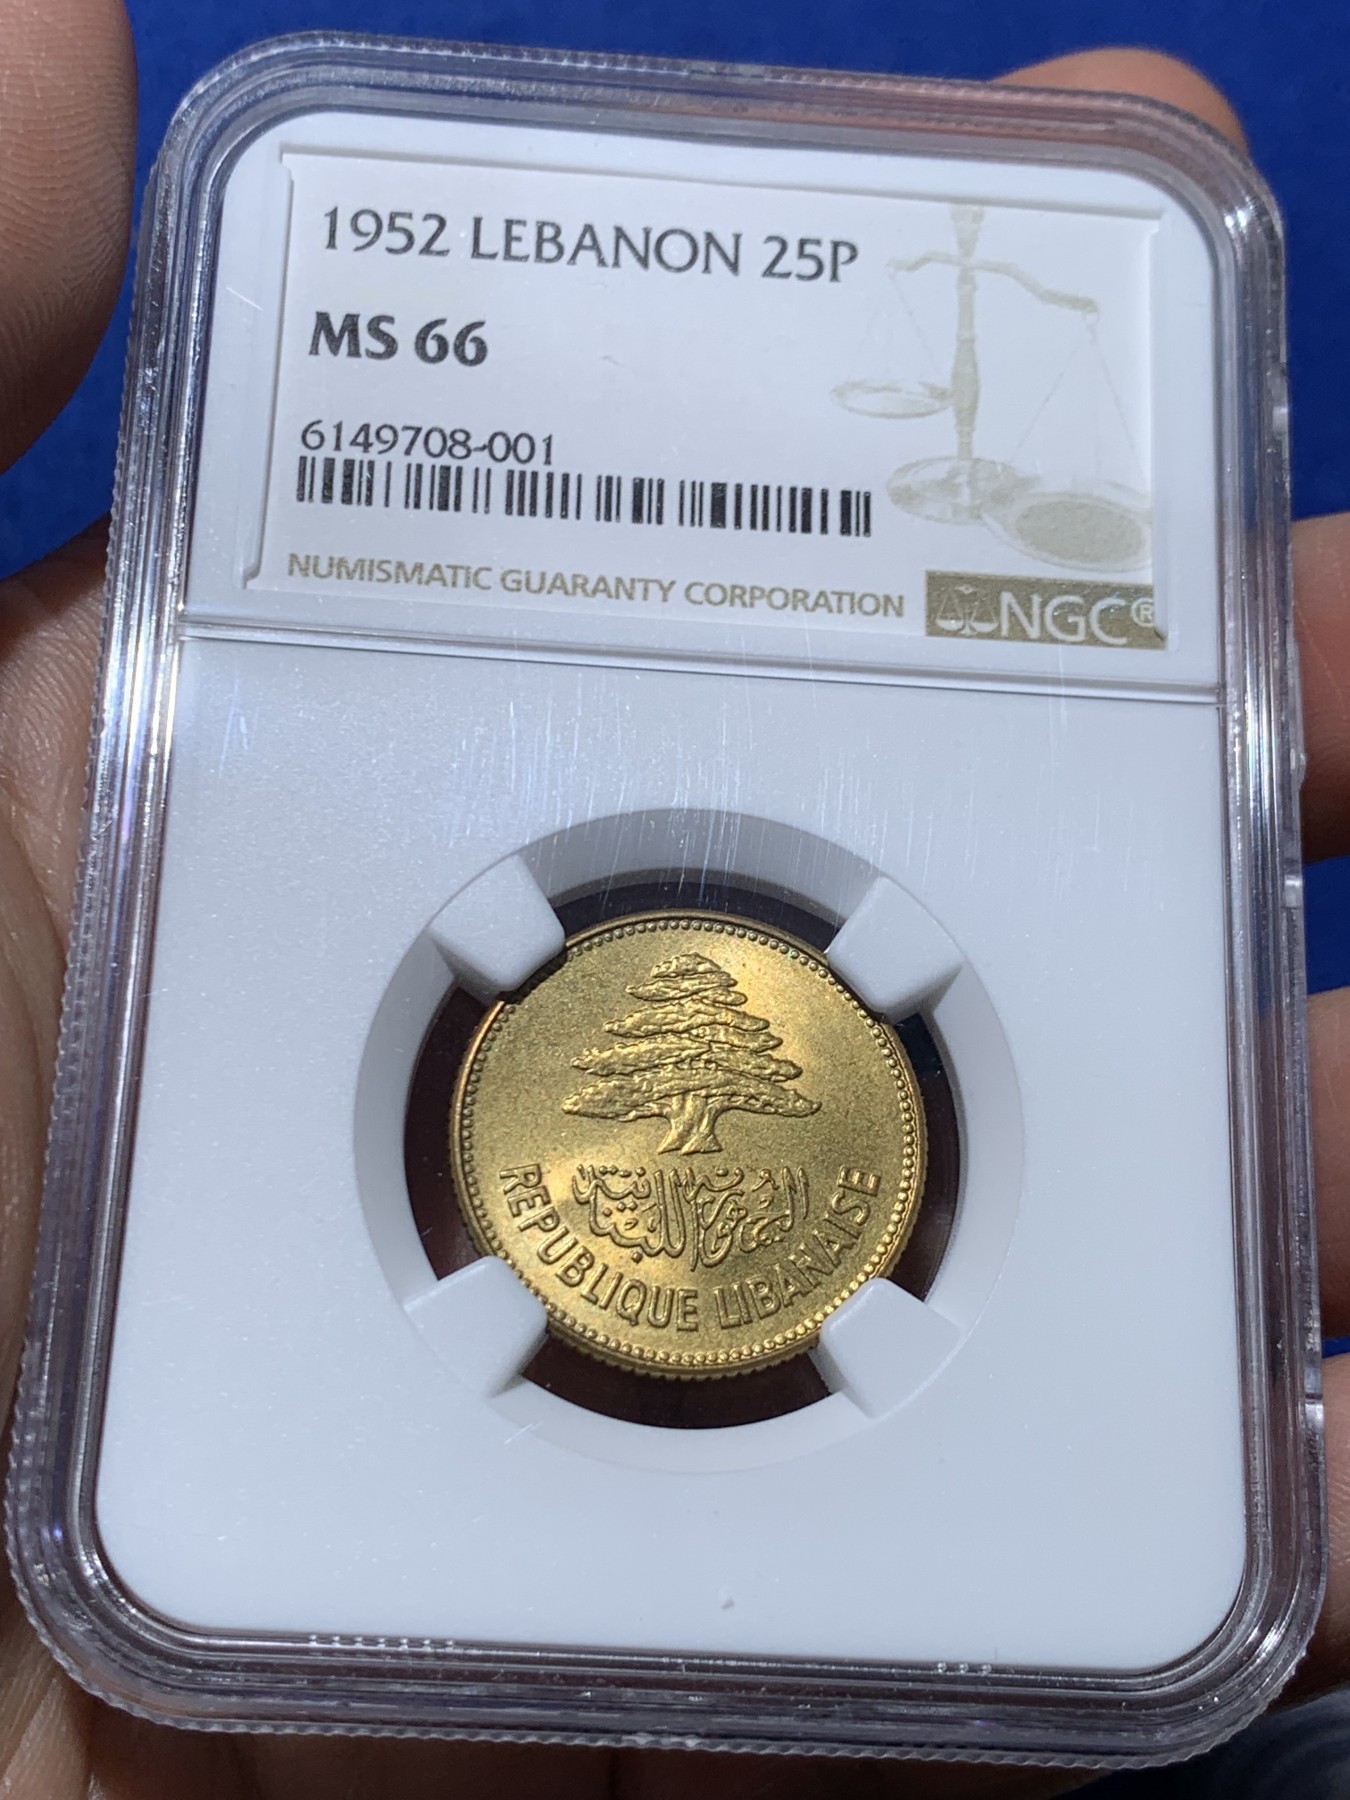 1952 LEBANON 25P
MS 66
6149708-001
NUMISMATIC GUARANTY CORPORATION
NGC®
الجمهورية اللبنانية
REPUBLIQUE LIBANAISE